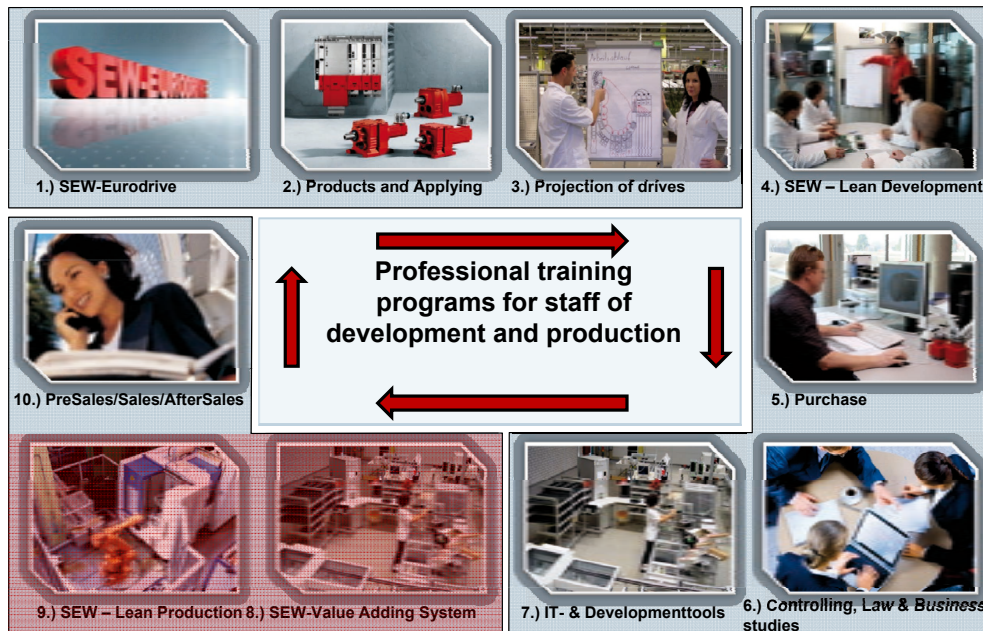 SEW-EURODRIVE
1.) SEW-Eurodrive
2.) Products and Applying
3.) Projection of drives
4.) SEW – Lean Development
Professional training
programs for staff of
development and production
10.) PreSales/Sales/AfterSales
5.) Purchase
9.) SEW – Lean Production
8.) SEW-Value Adding System
7.) IT- & Developmenttools
6.) Controlling, Law & Business
studies